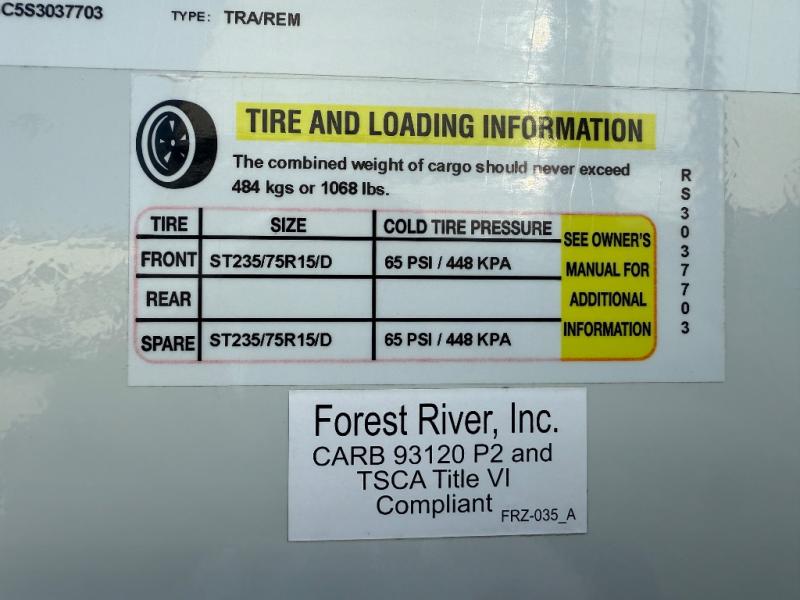 C5S3037703 TYPE: TRA/REM
TIRE AND LOADING INFORMATION
The combined weight of cargo should never exceed
484 kgs or 1068 lbs.
TIRE SIZE COLD TIRE PRESSURE
FRONT ST235/75R15/D 65 PSI / 448 KPA
REAR
SPARE ST235/75R15/D 65 PSI / 448 KPA
SEE OWNER'S
MANUAL FOR
ADDITIONAL
INFORMATION
RS3037703
Forest River, Inc.
CARB 93120 P2 and
TSCA Title VI
Compliant
FRZ-035_A